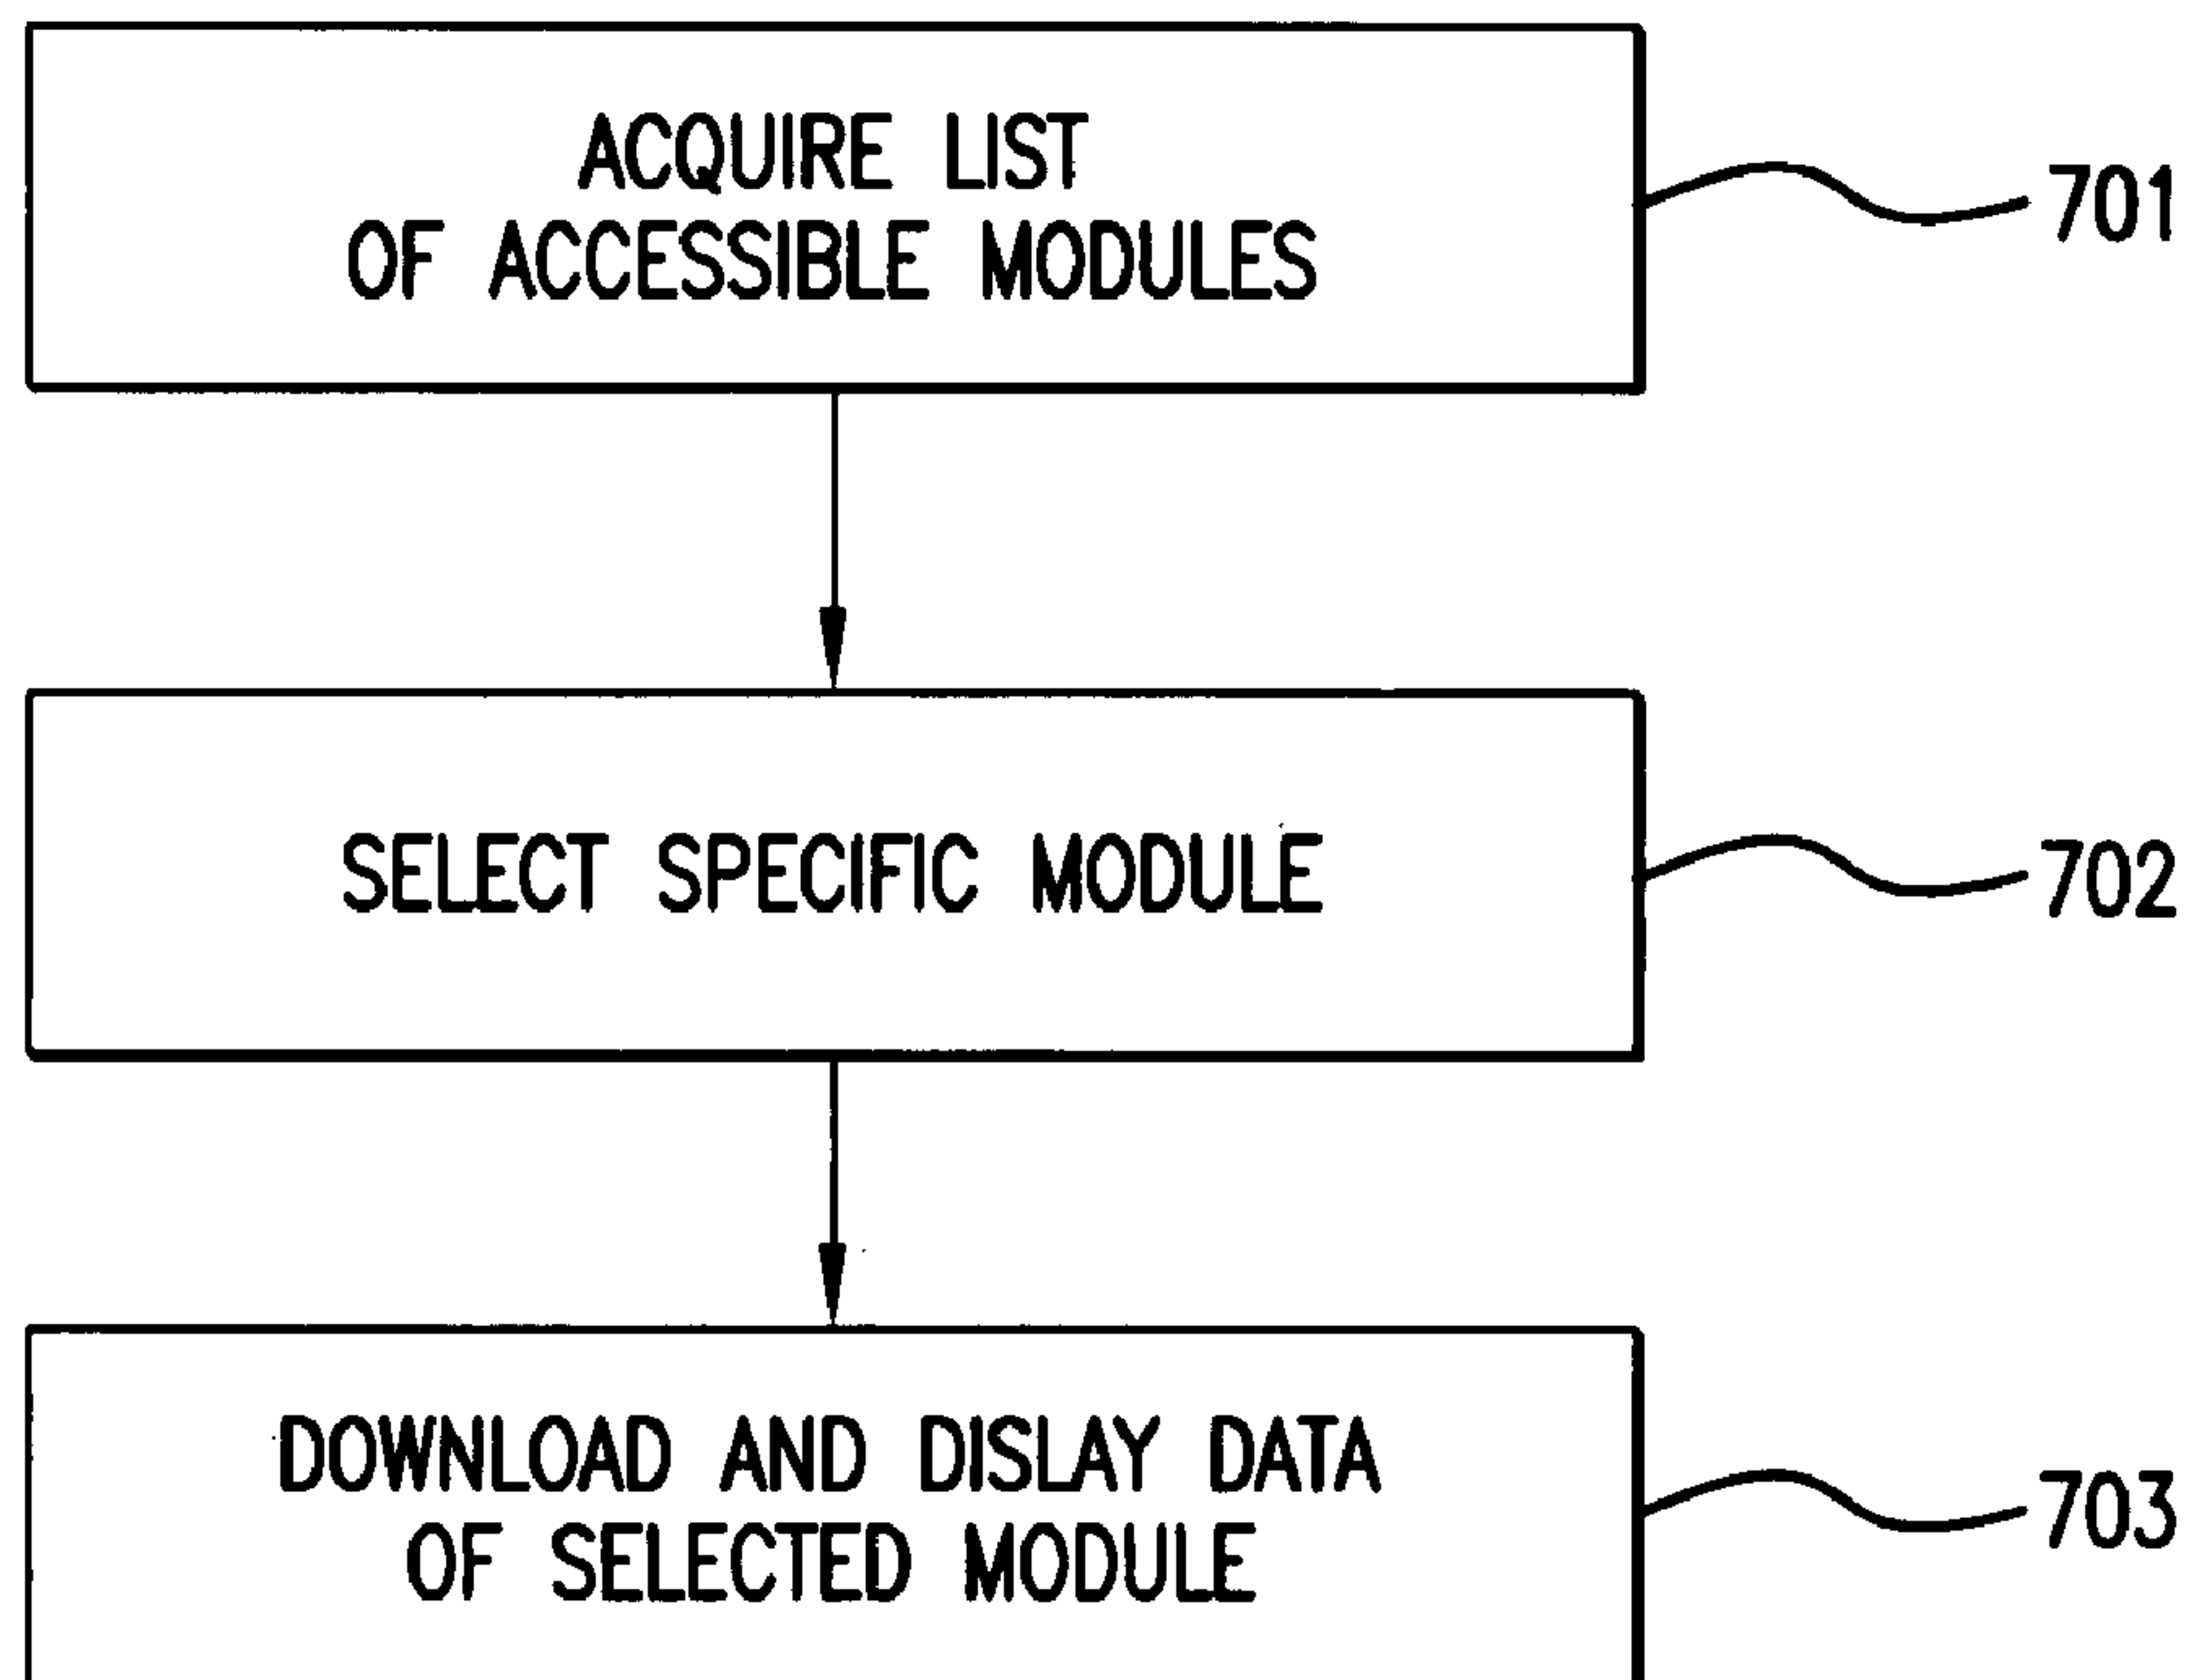 ACQUIRE LIST
OF ACCESSIBLE MODULES
701
SELECT SPECIFIC MODULE
702
DOWNLOAD AND DISLAY DATA
OF SELECTED MODULE
703